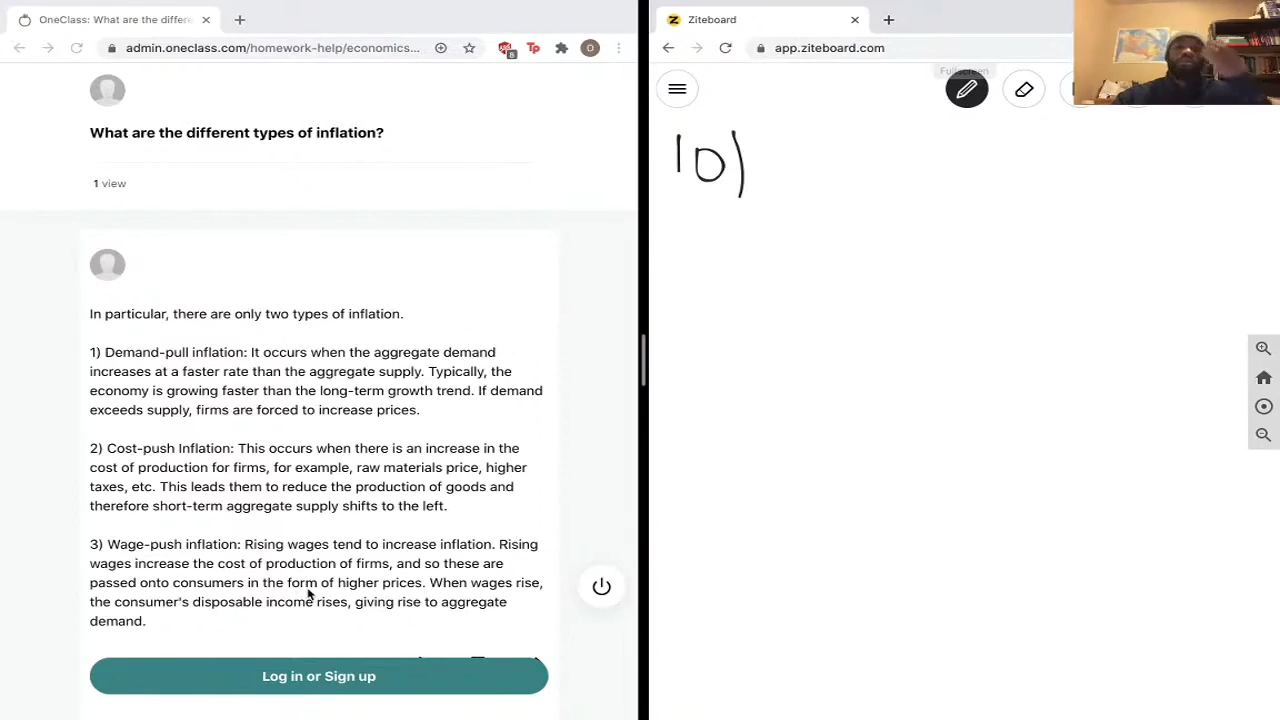 OneClass: What are the differe
admin.oneclass.com/homework-help/economics...
8
Tp
O
What are the different types of inflation?
1 view
In particular, there are only two types of inflation.
1) Demand-pull inflation: It occurs when the aggregate demand
increases at a faster rate than the aggregate supply. Typically, the
economy is growing faster than the long-term growth trend. If demand
exceeds supply, firms are forced to increase prices.
2) Cost-push Inflation: This occurs when there is an increase in the
cost of production for firms, for example, raw materials price, higher
taxes, etc. This leads them to reduce the production of goods and
therefore short-term aggregate supply shifts to the left.
3) Wage-push inflation: Rising wages tend to increase inflation. Rising
wages increase the cost of production of firms, and so these are
passed onto consumers in the form of higher prices. When wages rise,
the consumer's disposable income rises, giving rise to aggregate
demand.
Log in or Sign up
Z Ziteboard
app.ziteboard.com
Fullscreen
10)